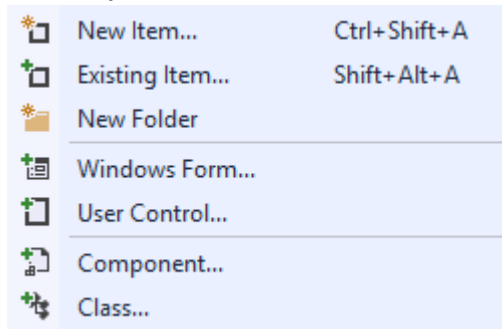 New Item... Ctrl+Shift+A
Existing Item... Shift+Alt+A
New Folder
Windows Form...
User Control...
Component...
Class...